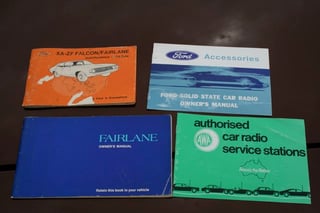 XA-ZF FALCON/FAIRLANE
Ford
Accessories
FORD SOLID STATE CAR RADIO
OWNER'S MANUAL
FAIRLANE
OWNER'S MANUAL
Retain this book in your vehicle
authorised
car radio
service stations
AWA